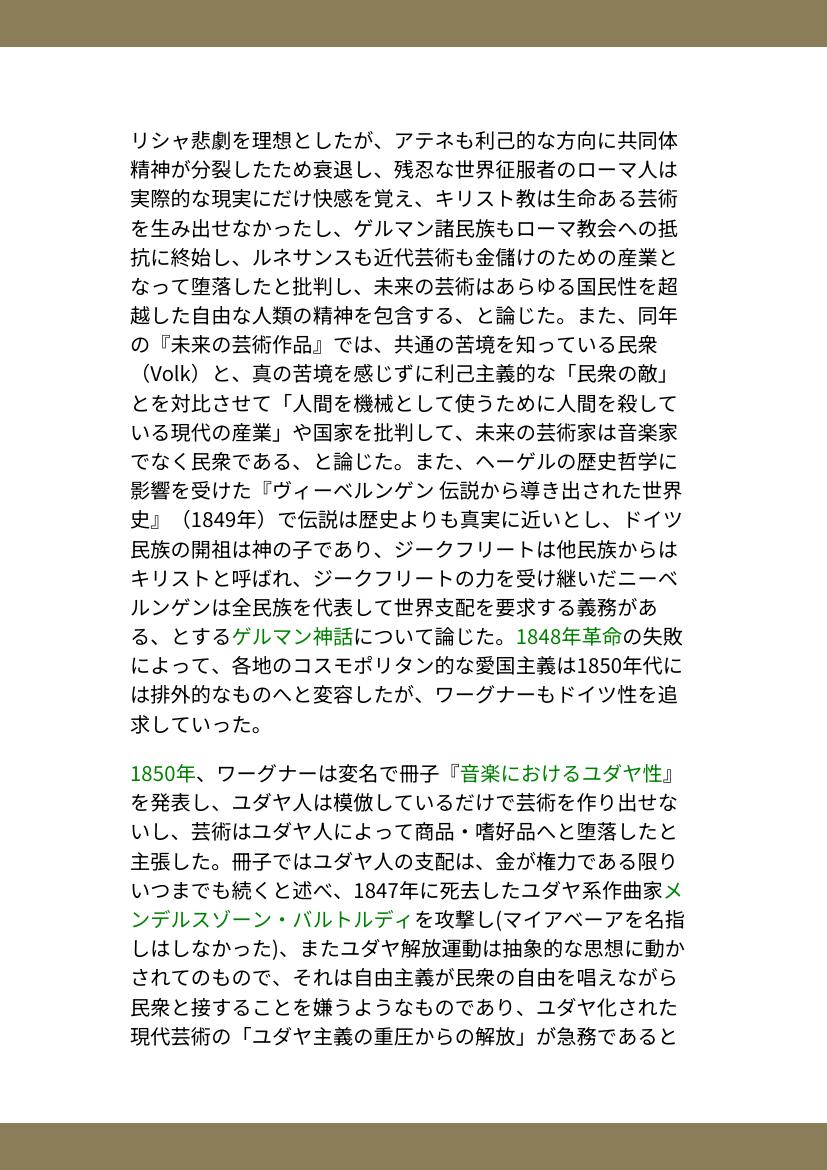 リシャ悲劇を理想としたが、アテネも利己的な方向に共同体
精神が分裂したため衰退し、残忍な世界征服者のローマ人は
実際的な現実にだけ快感を覚え、キリスト教は生命ある芸術
を生み出せなかったし、ゲルマン諸民族もローマ教会への抵
抗に終始し、ルネサンスも近代芸術も金儲けのための産業と
なって堕落したと批判し、未来の芸術はあらゆる国民性を超
越した自由な人類の精神を包含する、と論じた。また、同年
の『未来の芸術作品』では、共通の苦境を知っている民衆
（Volk）と、真の苦境を感じずに利己主義的な「民衆の敵」
とを対比させて「人間を機械として使うために人間を殺して
いる現代の産業」や国家を批判して、未来の芸術家は音楽家
でなく民衆である、と論じた。また、ヘーゲルの歴史哲学に
影響を受けた『ヴィーベルンゲン 伝説から導き出された世界
史』（1849年）で伝説は歴史よりも真実に近いとし、ドイツ
民族の開祖は神の子であり、ジークフリートは他民族からは
キリストと呼ばれ、ジークフリートの力を受け継いだニーベ
ルンゲンは全民族を代表して世界支配を要求する義務があ
る、とするゲルマン神話について論じた。1848年革命の失敗
によって、各地のコスモポリタン的な愛国主義は1850年代に
は排外的なものへと変容したが、ワーグナーもドイツ性を追
求していった。
1850年、ワーグナーは変名で冊子『音楽におけるユダヤ性』
を発表し、ユダヤ人は模倣しているだけで芸術を作り出せな
いし、芸術はユダヤ人によって商品・嗜好品へと堕落したと
主張した。冊子ではユダヤ人の支配は、金が権力である限り
いつまでも続くと述べ、1847年に死去したユダヤ系作曲家メ
ンデルスゾーン・バルトルディを攻撃し(マイアベーアを名指
しはしなかった)、またユダヤ解放運動は抽象的な思想に動か
されてのもので、それは自由主義が民衆の自由を唱えながら
民衆と接することを嫌うようなものであり、ユダヤ化された
現代芸術の「ユダヤ主義の重圧からの解放」が急務であると